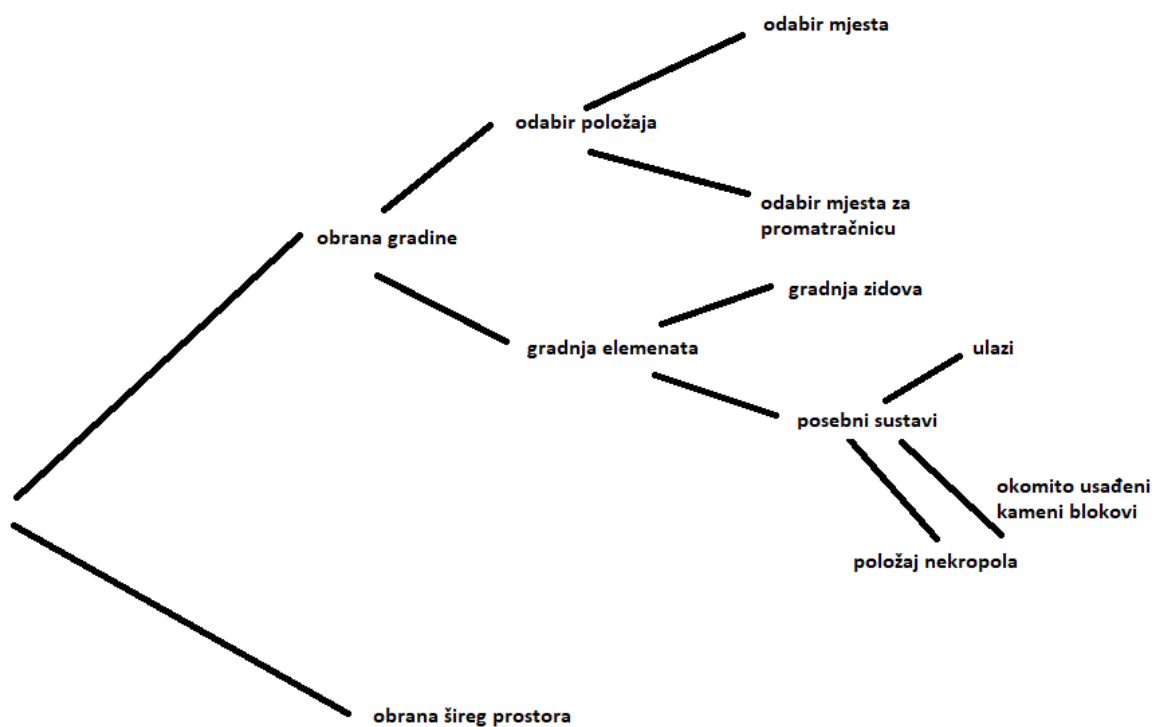 odabir mjesta
odabir položaja
odabir mjesta za
promatračnicu
obrana gradine
gradnja zidova
gradnja elemenata
ulazi
posebni sustavi
okomito usađeni
kameni blokovi
položaj nekropola
obrana šireg prostora